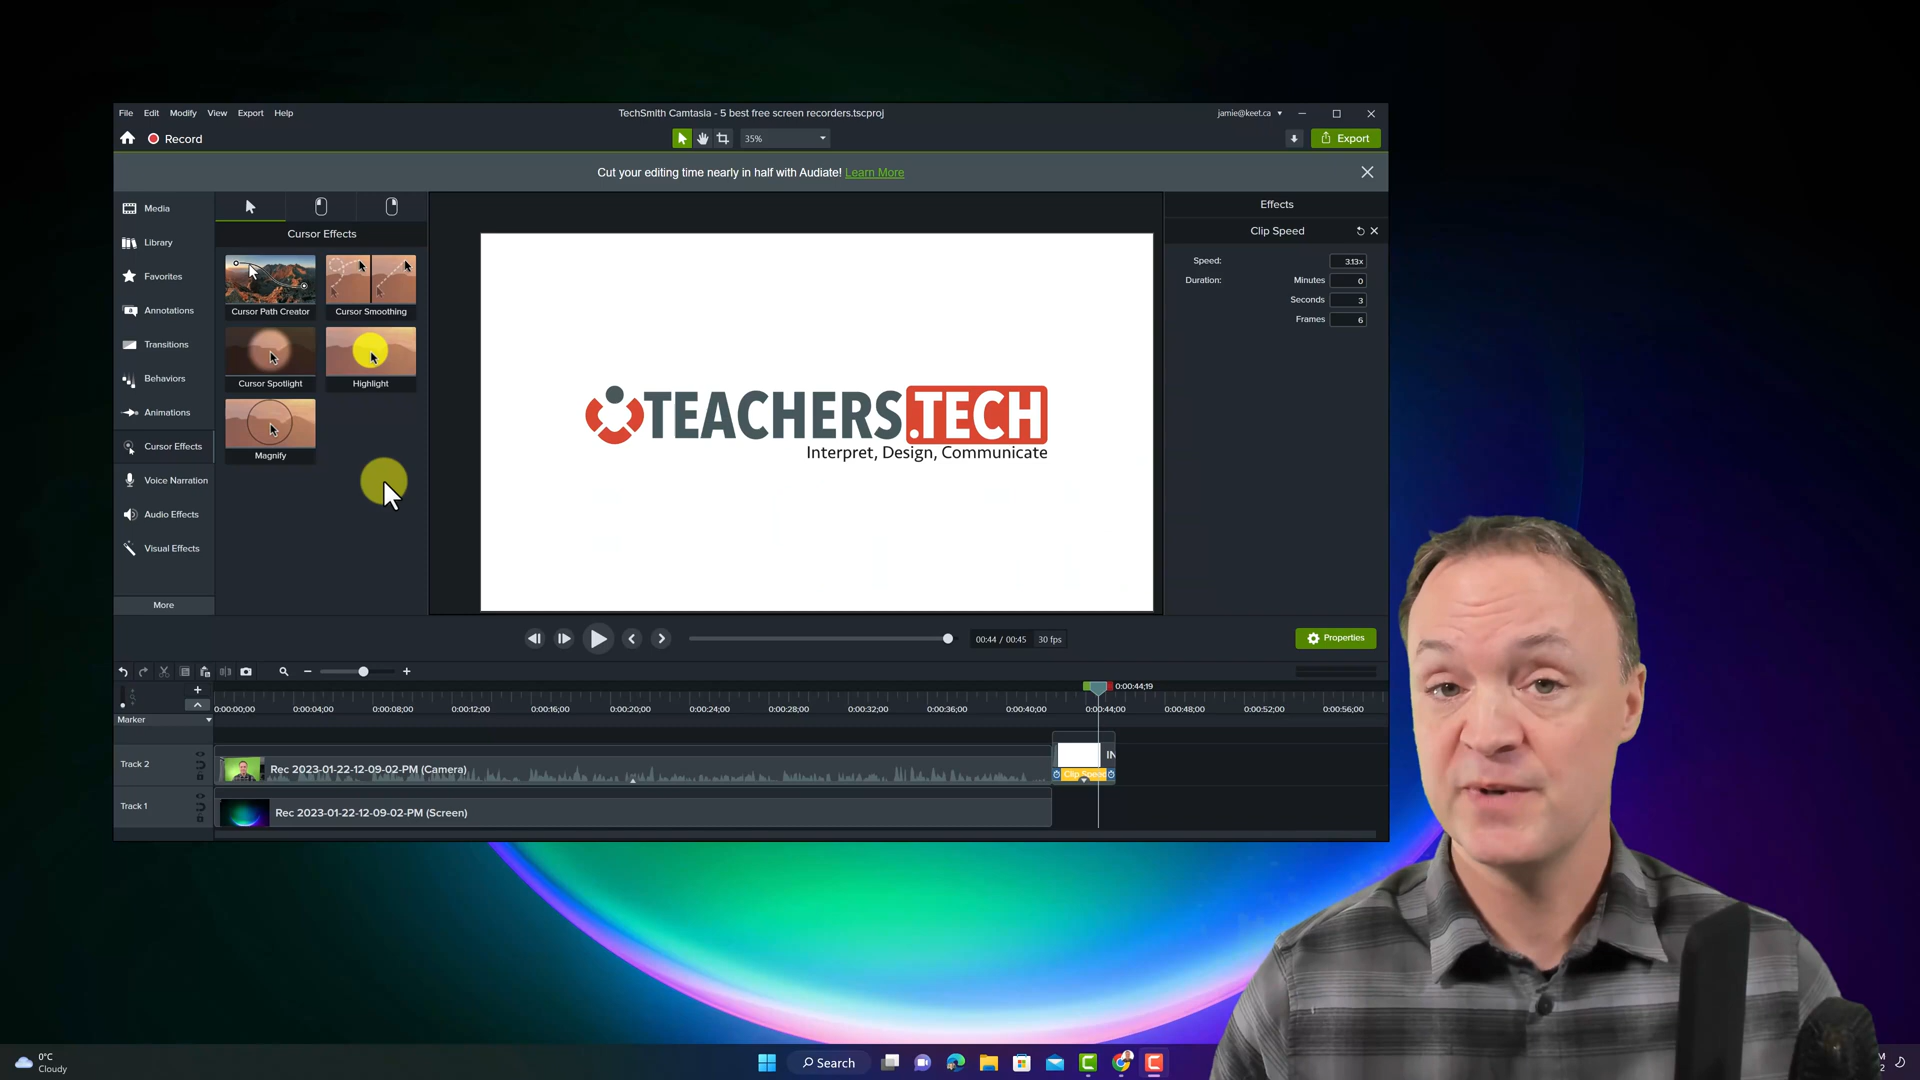 File Edit Modify View Export Help
TechSmith Camtasia - 5 best free screen recorders.tscproj
jamie@keet.ca
Record
35%
Export
Cut your editing time nearly in half with Audiate! Learn More
Media
Library
Favorites
Annotations
Transitions
Behaviors
Animations
Cursor Effects
Voice Narration
Audio Effects
Visual Effects
More
Cursor Effects
Cursor Path Creator
Cursor Smoothing
Cursor Spotlight
Highlight
Magnify
TEACHERS.TECH
Interpret, Design, Communicate
Effects
Clip Speed
Speed: 3.13x
Duration: Minutes 0
Seconds 3
Frames 6
00:44 / 00:45 30 fps
Properties
0:00:44;19
0:00:00;00 0:00:04;00 0:00:08;00 0:00:12;00 0:00:16;00 0:00:20;00 0:00:24;00 0:00:28;00 0:00:32;00 0:00:36;00 0:00:40;00 0:00:44;00 0:00:48;00 0:00:52;00 0:00:56;00
Marker
Track 2
Rec 2023-01-22-12-09-02-PM (Camera)
IN
Clip Speed
Track 1
Rec 2023-01-22-12-09-02-PM (Screen)
0°C
Cloudy
Search